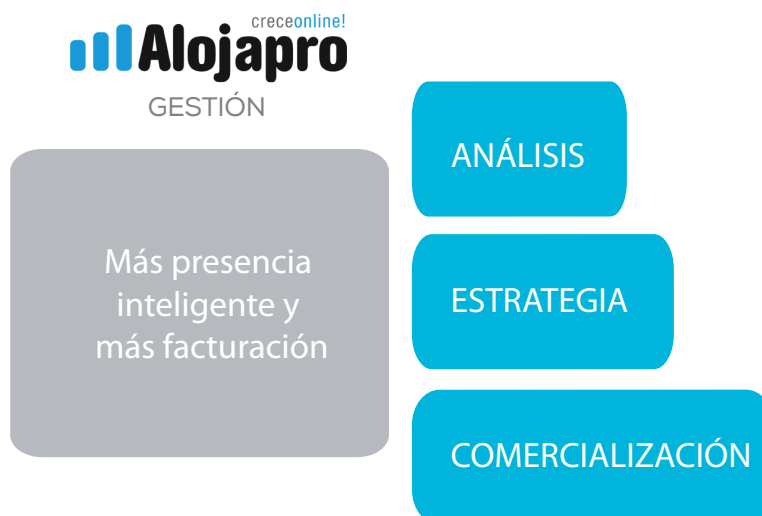 creceonline!
Alojapro
GESTIÓN
Más presencia
inteligente y
más facturación
ANÁLISIS
ESTRATEGIA
COMERCIALIZACIÓN